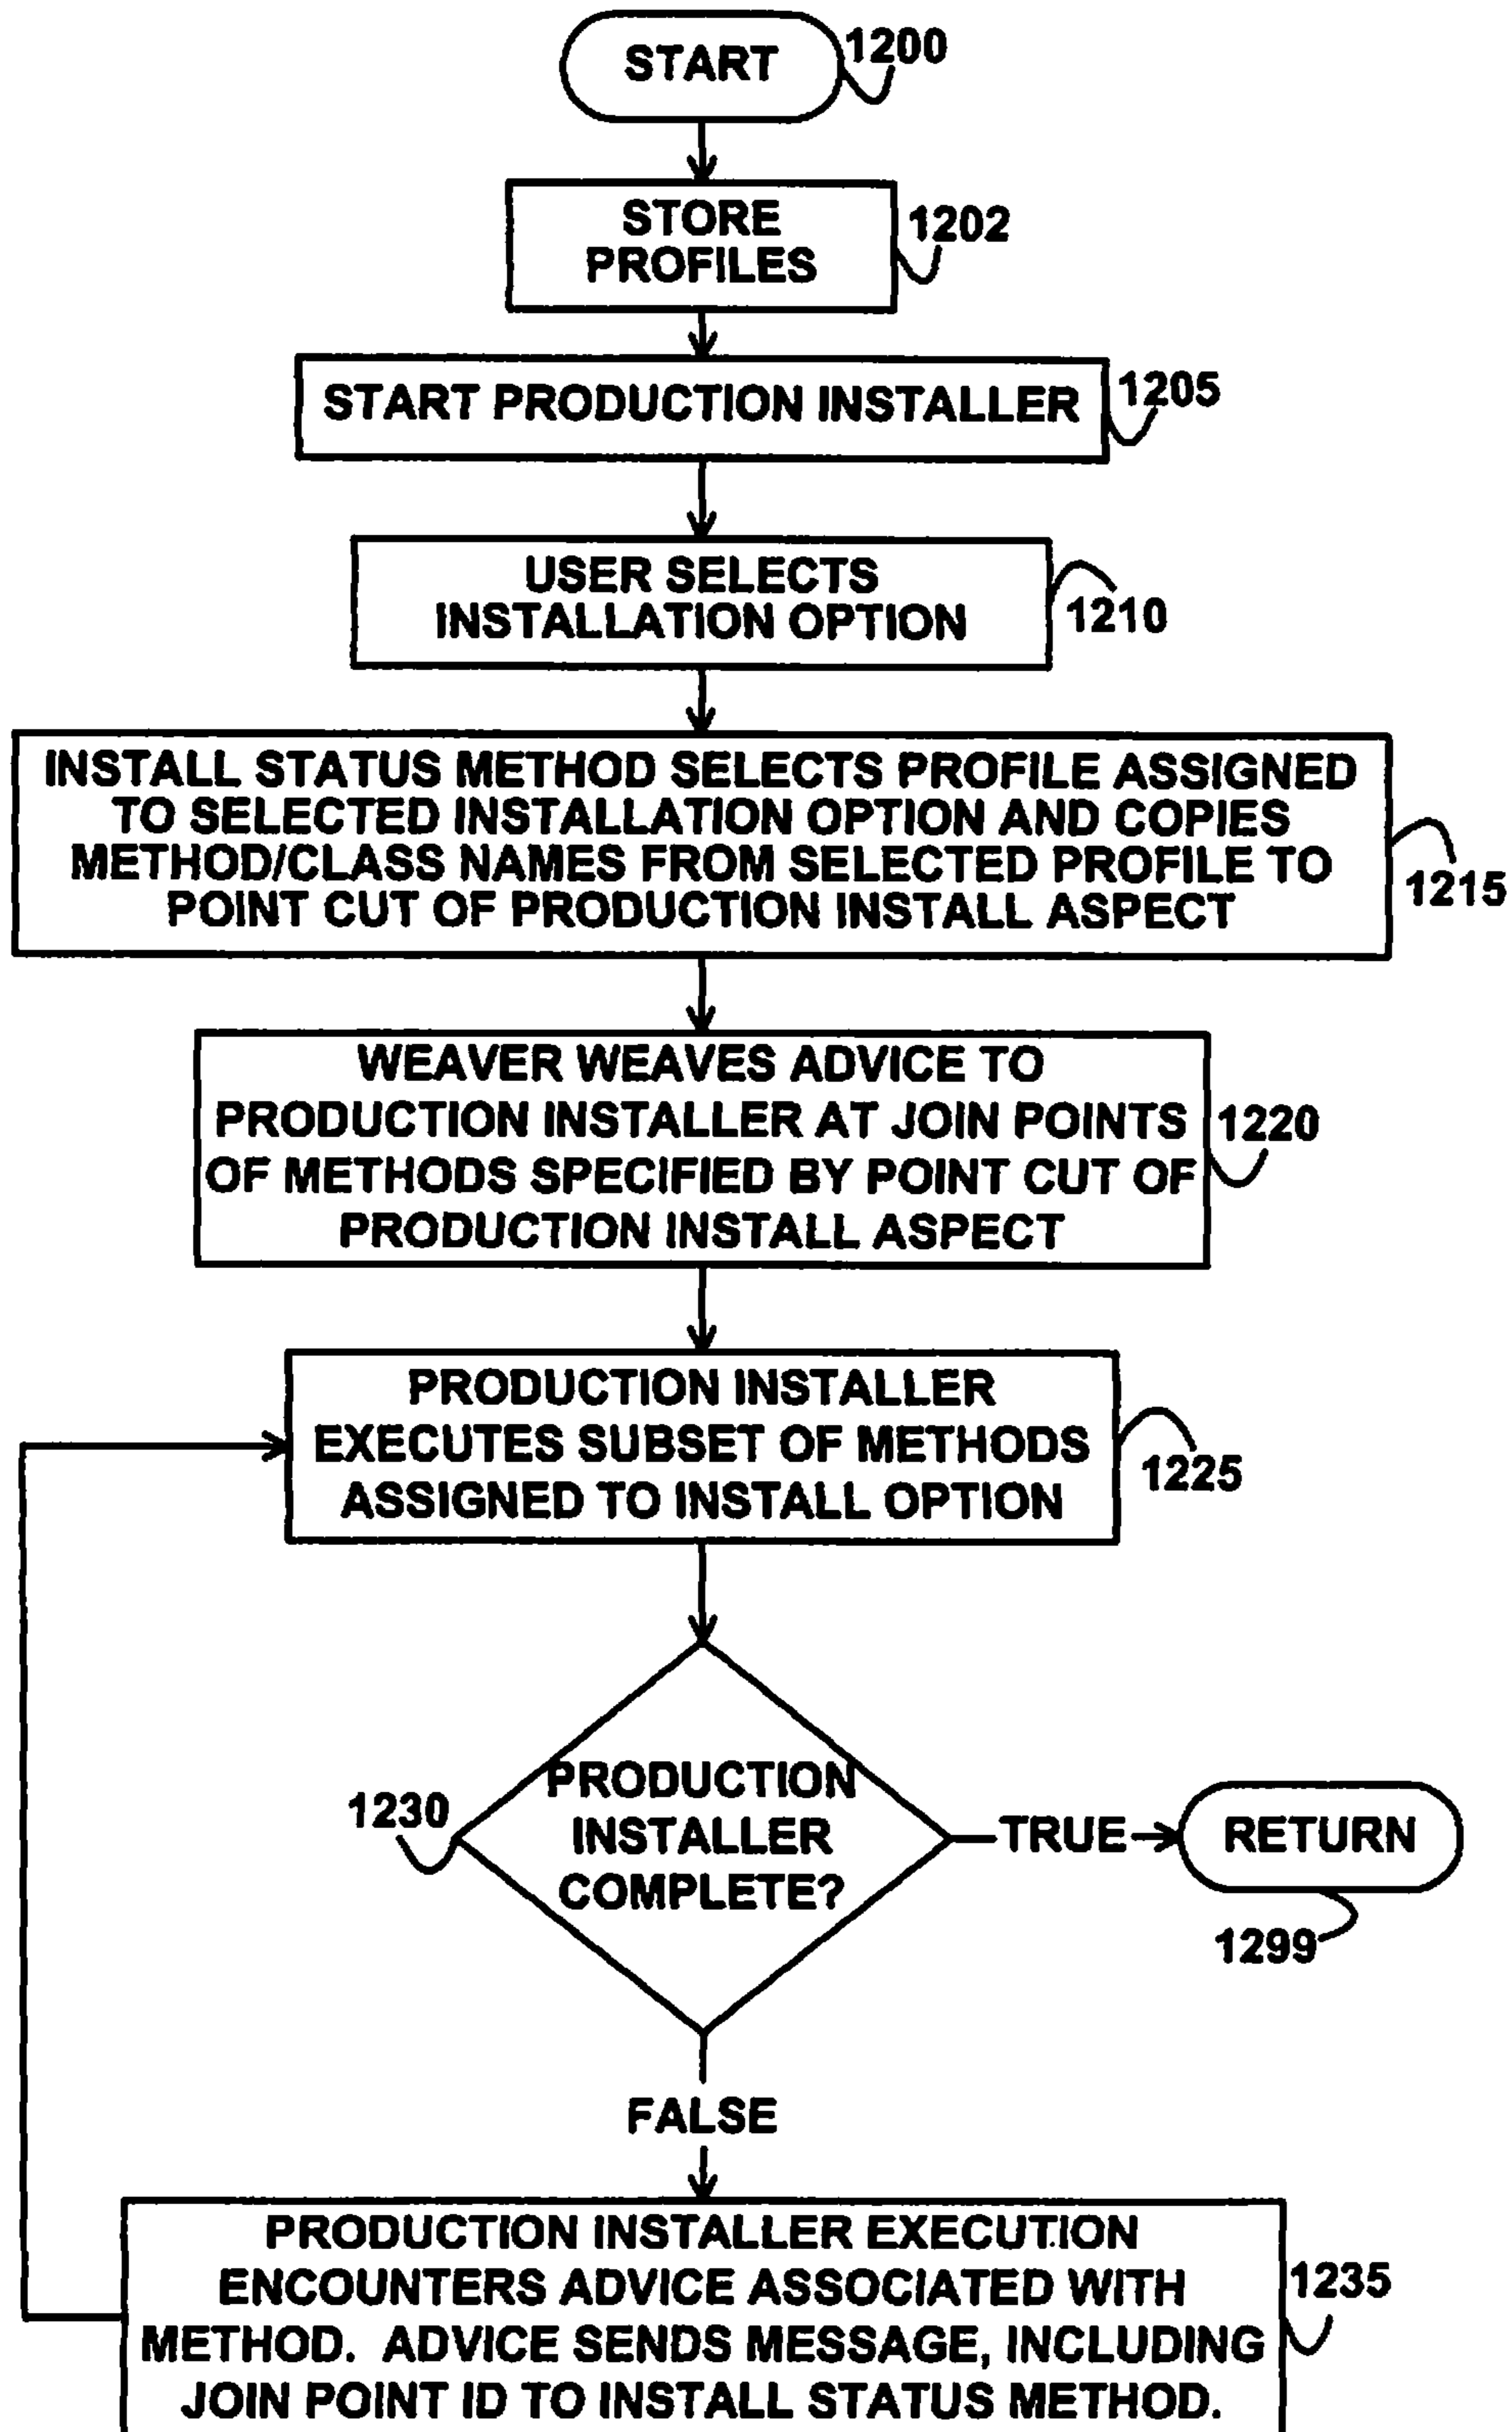 START
1200
STORE
PROFILES
1202
START PRODUCTION INSTALLER
1205
USER SELECTS
INSTALLATION OPTION
1210
INSTALL STATUS METHOD SELECTS PROFILE ASSIGNED
TO SELECTED INSTALLATION OPTION AND COPIES
METHOD/CLASS NAMES FROM SELECTED PROFILE TO
POINT CUT OF PRODUCTION INSTALL ASPECT
1215
WEAVER WEAVES ADVICE TO
PRODUCTION INSTALLER AT JOIN POINTS
OF METHODS SPECIFIED BY POINT CUT OF
PRODUCTION INSTALL ASPECT
1220
PRODUCTION INSTALLER
EXECUTES SUBSET OF METHODS
ASSIGNED TO INSTALL OPTION
1225
PRODUCTION
INSTALLER
COMPLETE?
1230
TRUE
RETURN
1299
FALSE
PRODUCTION INSTALLER EXECUTION
ENCOUNTERS ADVICE ASSOCIATED WITH
METHOD. ADVICE SENDS MESSAGE, INCLUDING
JOIN POINT ID TO INSTALL STATUS METHOD.
1235